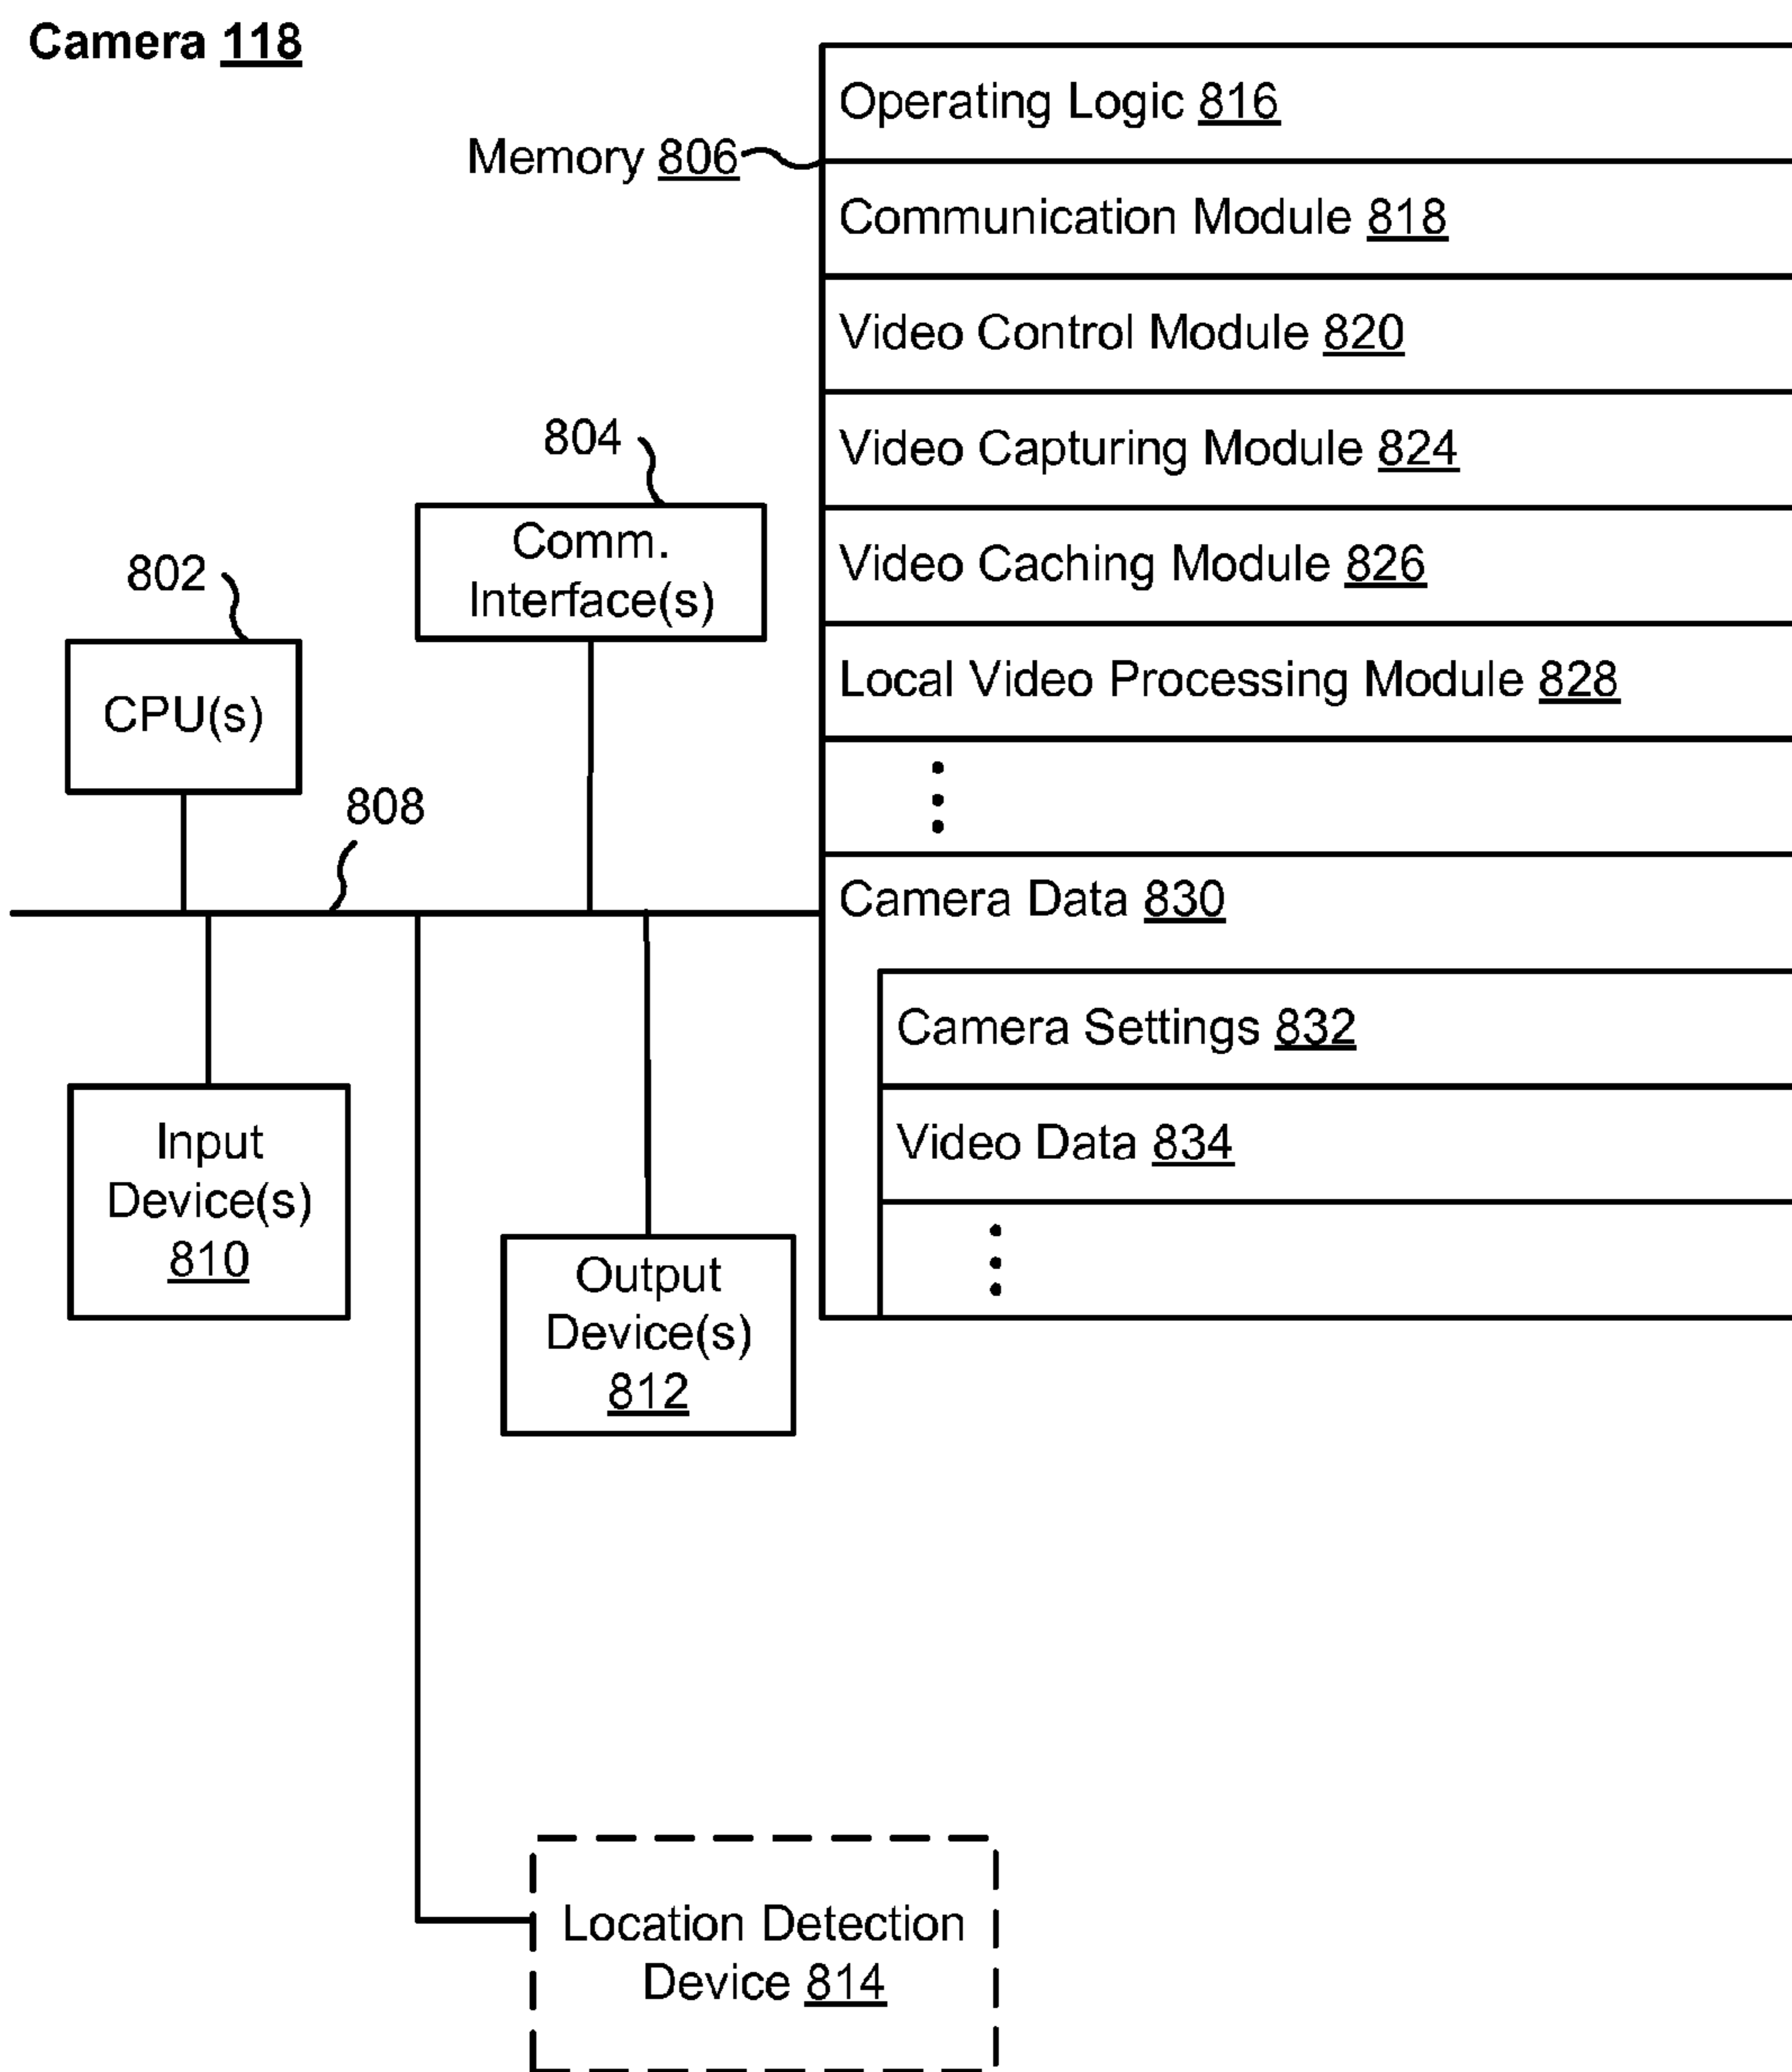 Camera 118
Operating Logic 816
Memory 806
Communication Module 818
Video Control Module 820
804
Video Capturing Module 824
Comm.
Interface(s)
Video Caching Module 826
802
Local Video Processing Module 828
CPU(s)
808
Camera Data 830
Camera Settings 832
Video Data 834
Input
Device(s)
810
Output
Device(s)
812
Location Detection
Device 814